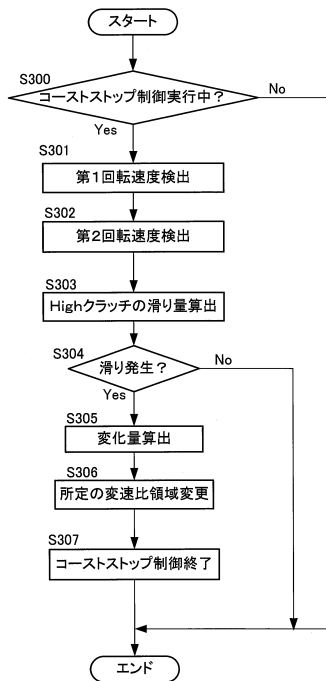 スタート
S300
コーストストップ制御実行中？
No
Yes
S301
第1回転速度検出
S302
第2回転速度検出
S303
Highクラッチの滑り量算出
S304
滑り発生？
No
Yes
S305
変化量算出
S306
所定の変速比領域変更
S307
コーストストップ制御終了
エンド